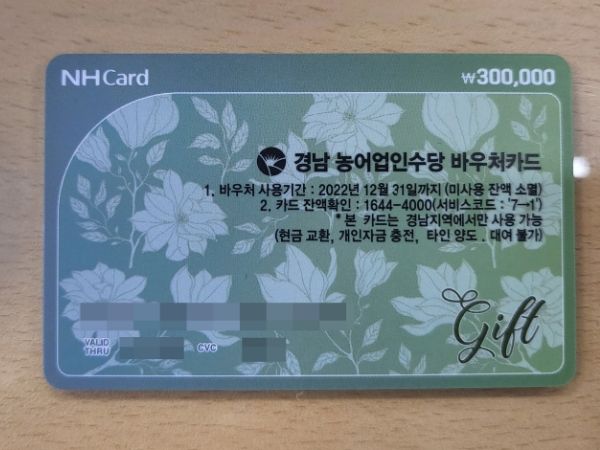 NH Card
₩300,000
경남 농어업인수당 바우처카드
1. 바우처 사용기간 : 2022년 12월 31일까지 (미사용 잔액 소멸)
2. 카드 잔액확인 : 1644-4000(서비스코드 : '7→1')
* 본 카드는 경남지역에서만 사용 가능
(현금 교환, 개인자금 충전, 타인 양도 . 대여 불가)
Gift
VALID
THRU
CVC